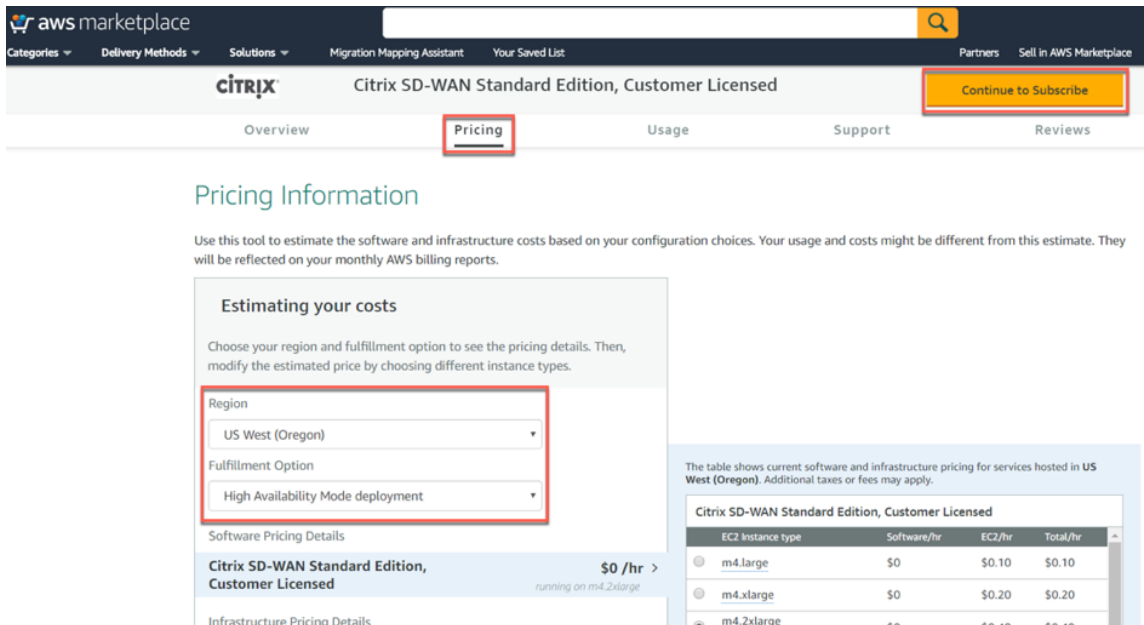 aws marketplace
Categories Delivery Methods Solutions Migration Mapping Assistant Your Saved List Partners Sell in AWS Marketplace
CİTRIX
Citrix SD-WAN Standard Edition, Customer Licensed
Continue to Subscribe
Overview Pricing Usage Support Reviews
Pricing Information
Use this tool to estimate the software and infrastructure costs based on your configuration choices. Your usage and costs might be different from this estimate. They
will be reflected on your monthly AWS billing reports.
Estimating your costs
Choose your region and fulfillment option to see the pricing details. Then,
modify the estimated price by choosing different instance types.
Region
US West (Oregon)
Fulfillment Option
High Availability Mode deployment
Software Pricing Details
Citrix SD-WAN Standard Edition,
Customer Licensed
$0 /hr >
running on m4.2xlarge
Infrastructure Pricing Details
The table shows current software and infrastructure pricing for services hosted in US
West (Oregon). Additional taxes or fees may apply.
Citrix SD-WAN Standard Edition, Customer Licensed
EC2 Instance type Software/hr EC2/hr Total/hr
m4.large $0 $0.10 $0.10
m4.xlarge $0 $0.20 $0.20
m4.2xlarge